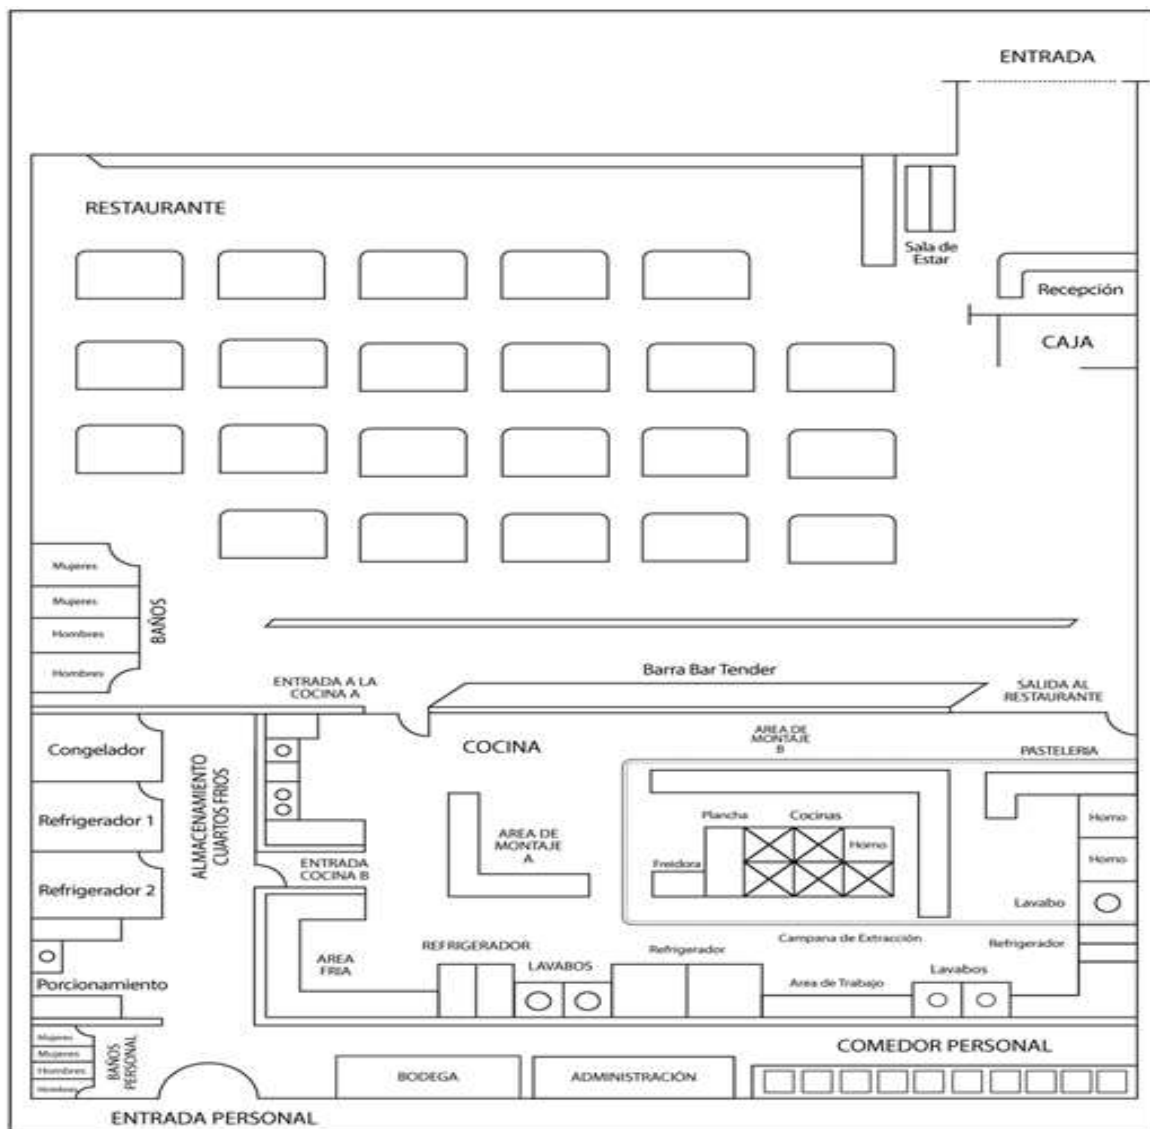 ENTRADA
RESTAURANTE
Sala de
Estar
Recepción
CAJA
Mujeres
Mujeres
Hombres
Hombres
BAÑOS
ENTRADA A LA
COCINA A
Barra Bar Tender
SALIDA AL
RESTAURANTE
Congelador
Refrigerador 1
Refrigerador 2
ALMACENAMIENTO
CUARTOS FRIOS
COCINA
AREA DE
MONTAJE
B
PASTELERIA
AREA DE
MONTAJE
A
Plancha
Cocinas
Horno
Freidora
Horno
Horno
Lavabo
ENTRADA
COCINA B
AREA
FRIA
REFRIGERADOR
LAVABOS
Refrigerador
Campana de Extracción
Refrigerador
Area de Trabajo
Lavabos
Porcionamiento
Mujeres
Mujeres
Hombres
Hombres
BAÑOS
PERSONAL
BODEGA
ADMINISTRACIÓN
COMEDOR PERSONAL
ENTRADA PERSONAL